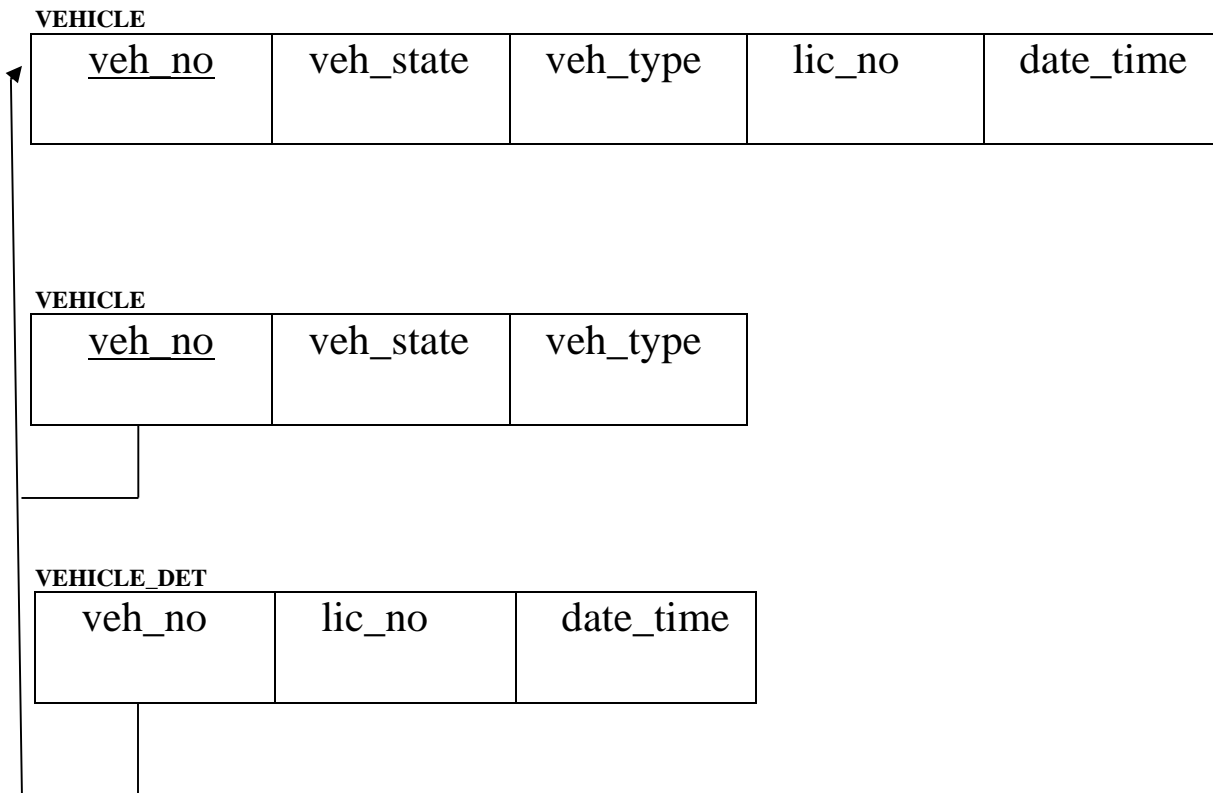 VEHICLE
veh_no veh_state veh_type lic_no date_time
VEHICLE
veh_no veh_state veh_type
VEHICLE_DET
veh_no lic_no date_time